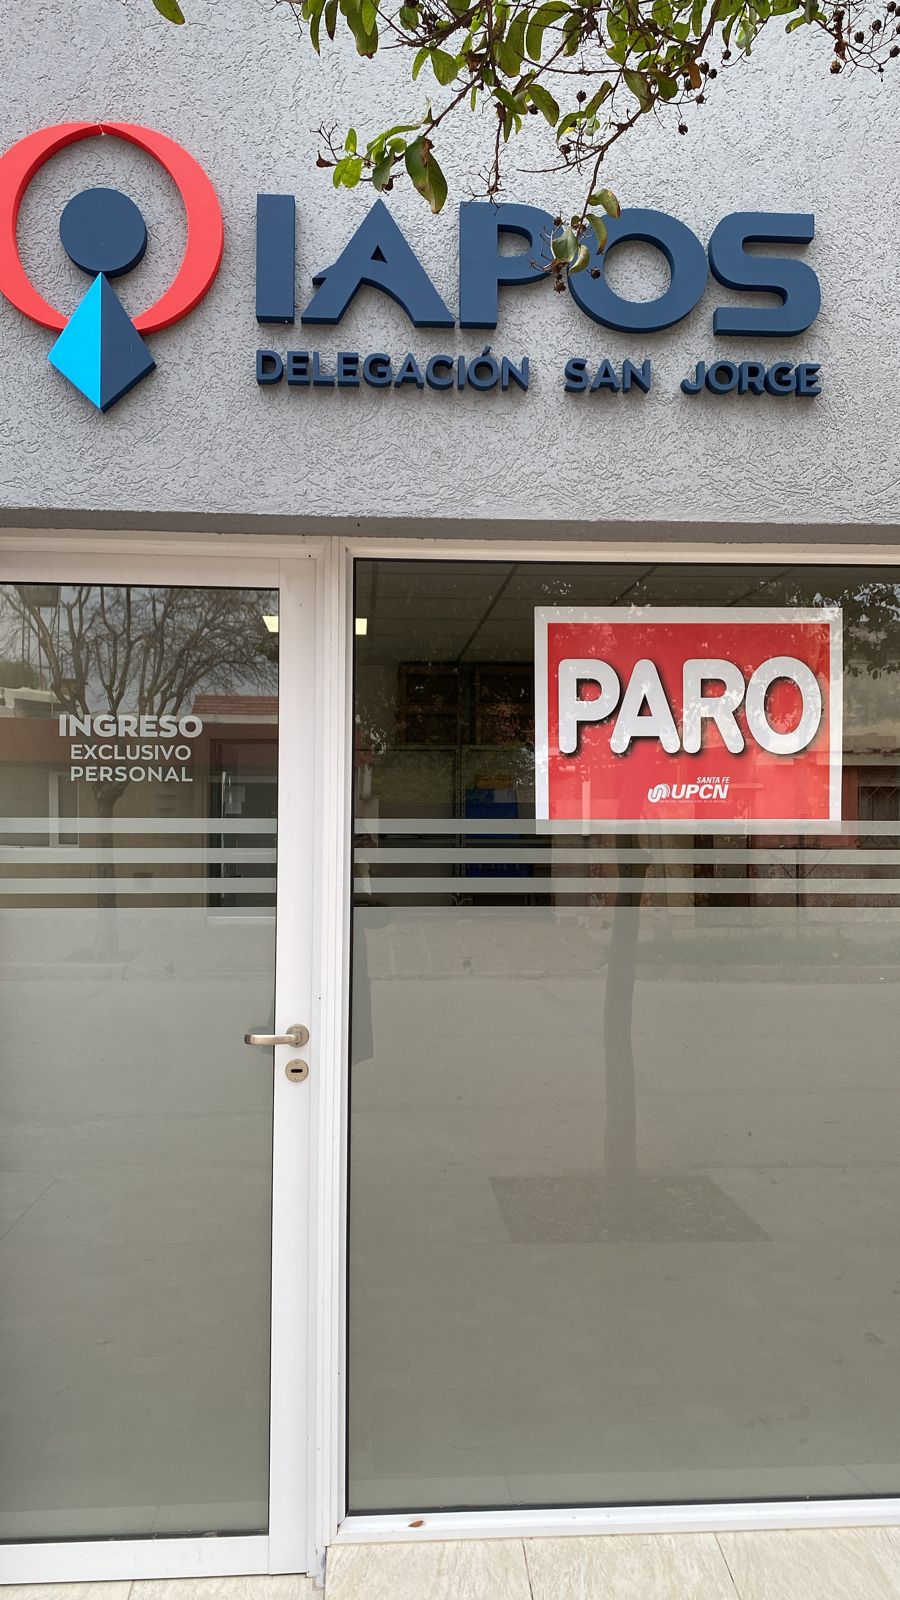 IAPOS
DELEGACIÓN SAN JORGE
INGRESO
EXCLUSIVO
PERSONAL
PARO
SANTA FE
UPCN